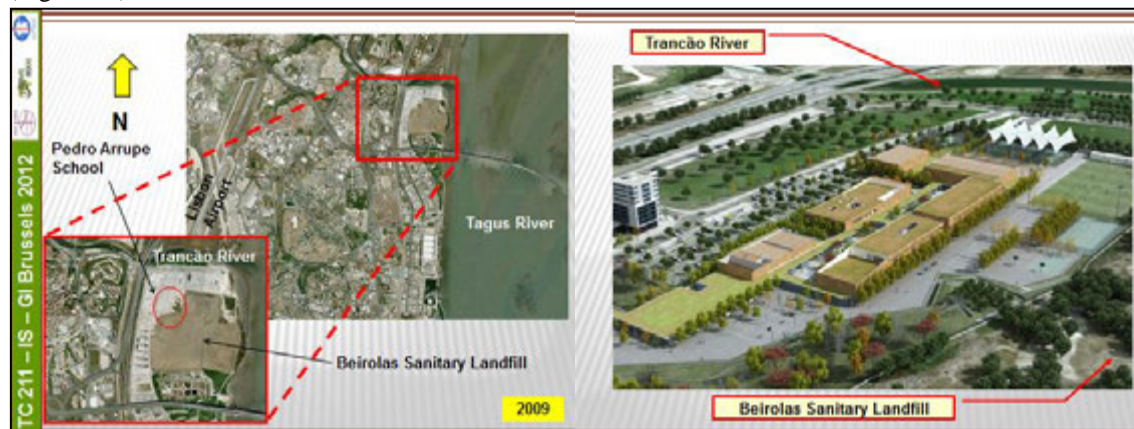 TC 211 – IS – GI Brussels 2012
N
Pedro Arrupe
School
Lisbon
Airport
1
Tagus River
Trancão River
Beirolas Sanitary Landfill
2009
Trancão River
Beirolas Sanitary Landfill